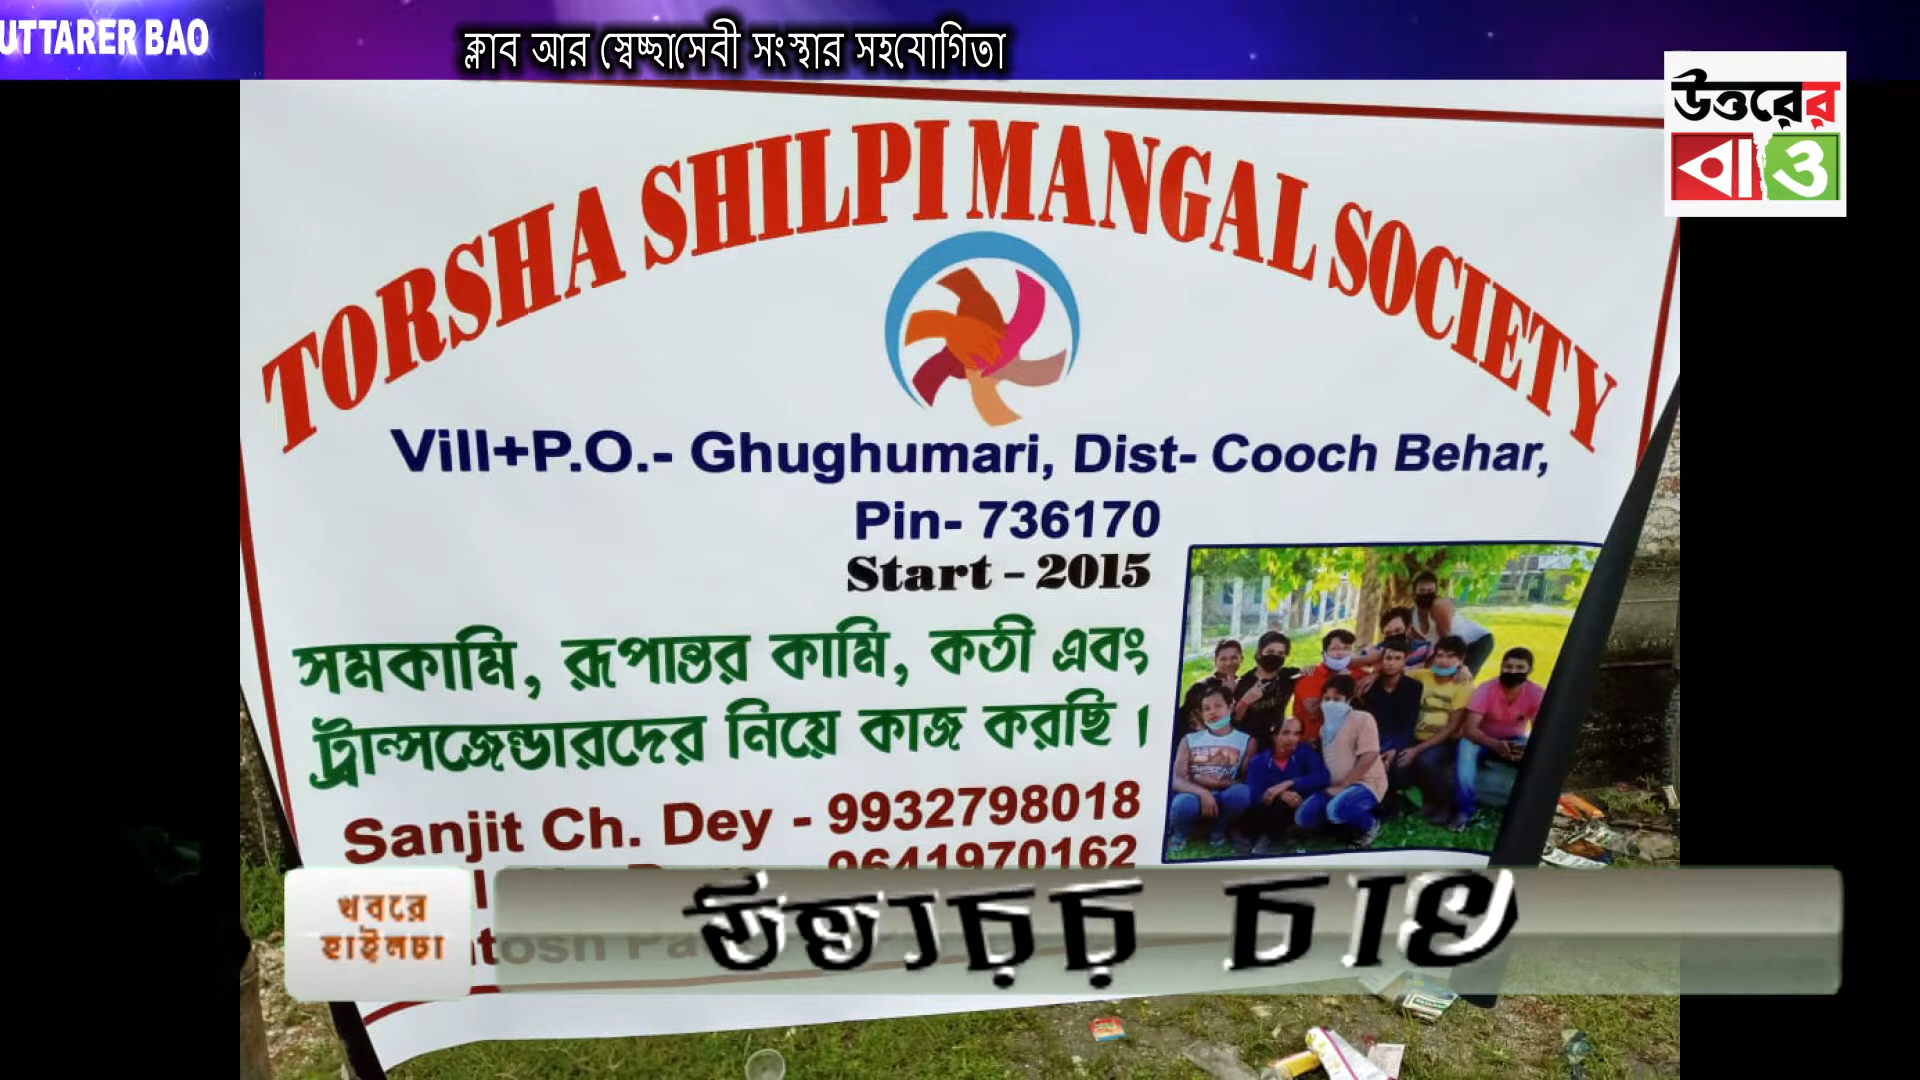 UTTARER BAO
ক্লাব আর স্বেচ্ছাসেবী সংস্থার সহযোগিতা
উত্তরের
বাও
TORSHA SHILPI MANGAL SOCIETY
Vill+P.O.- Ghughumari, Dist- Cooch Behar,
Pin- 736170
Start - 2015
সমকামি, রূপান্তর কামি, কতী এবং
ট্রান্সজেন্ডারদের নিয়ে কাজ করছি ।
Sanjit Ch. Dey - 9932798018
9641970162
খবরে